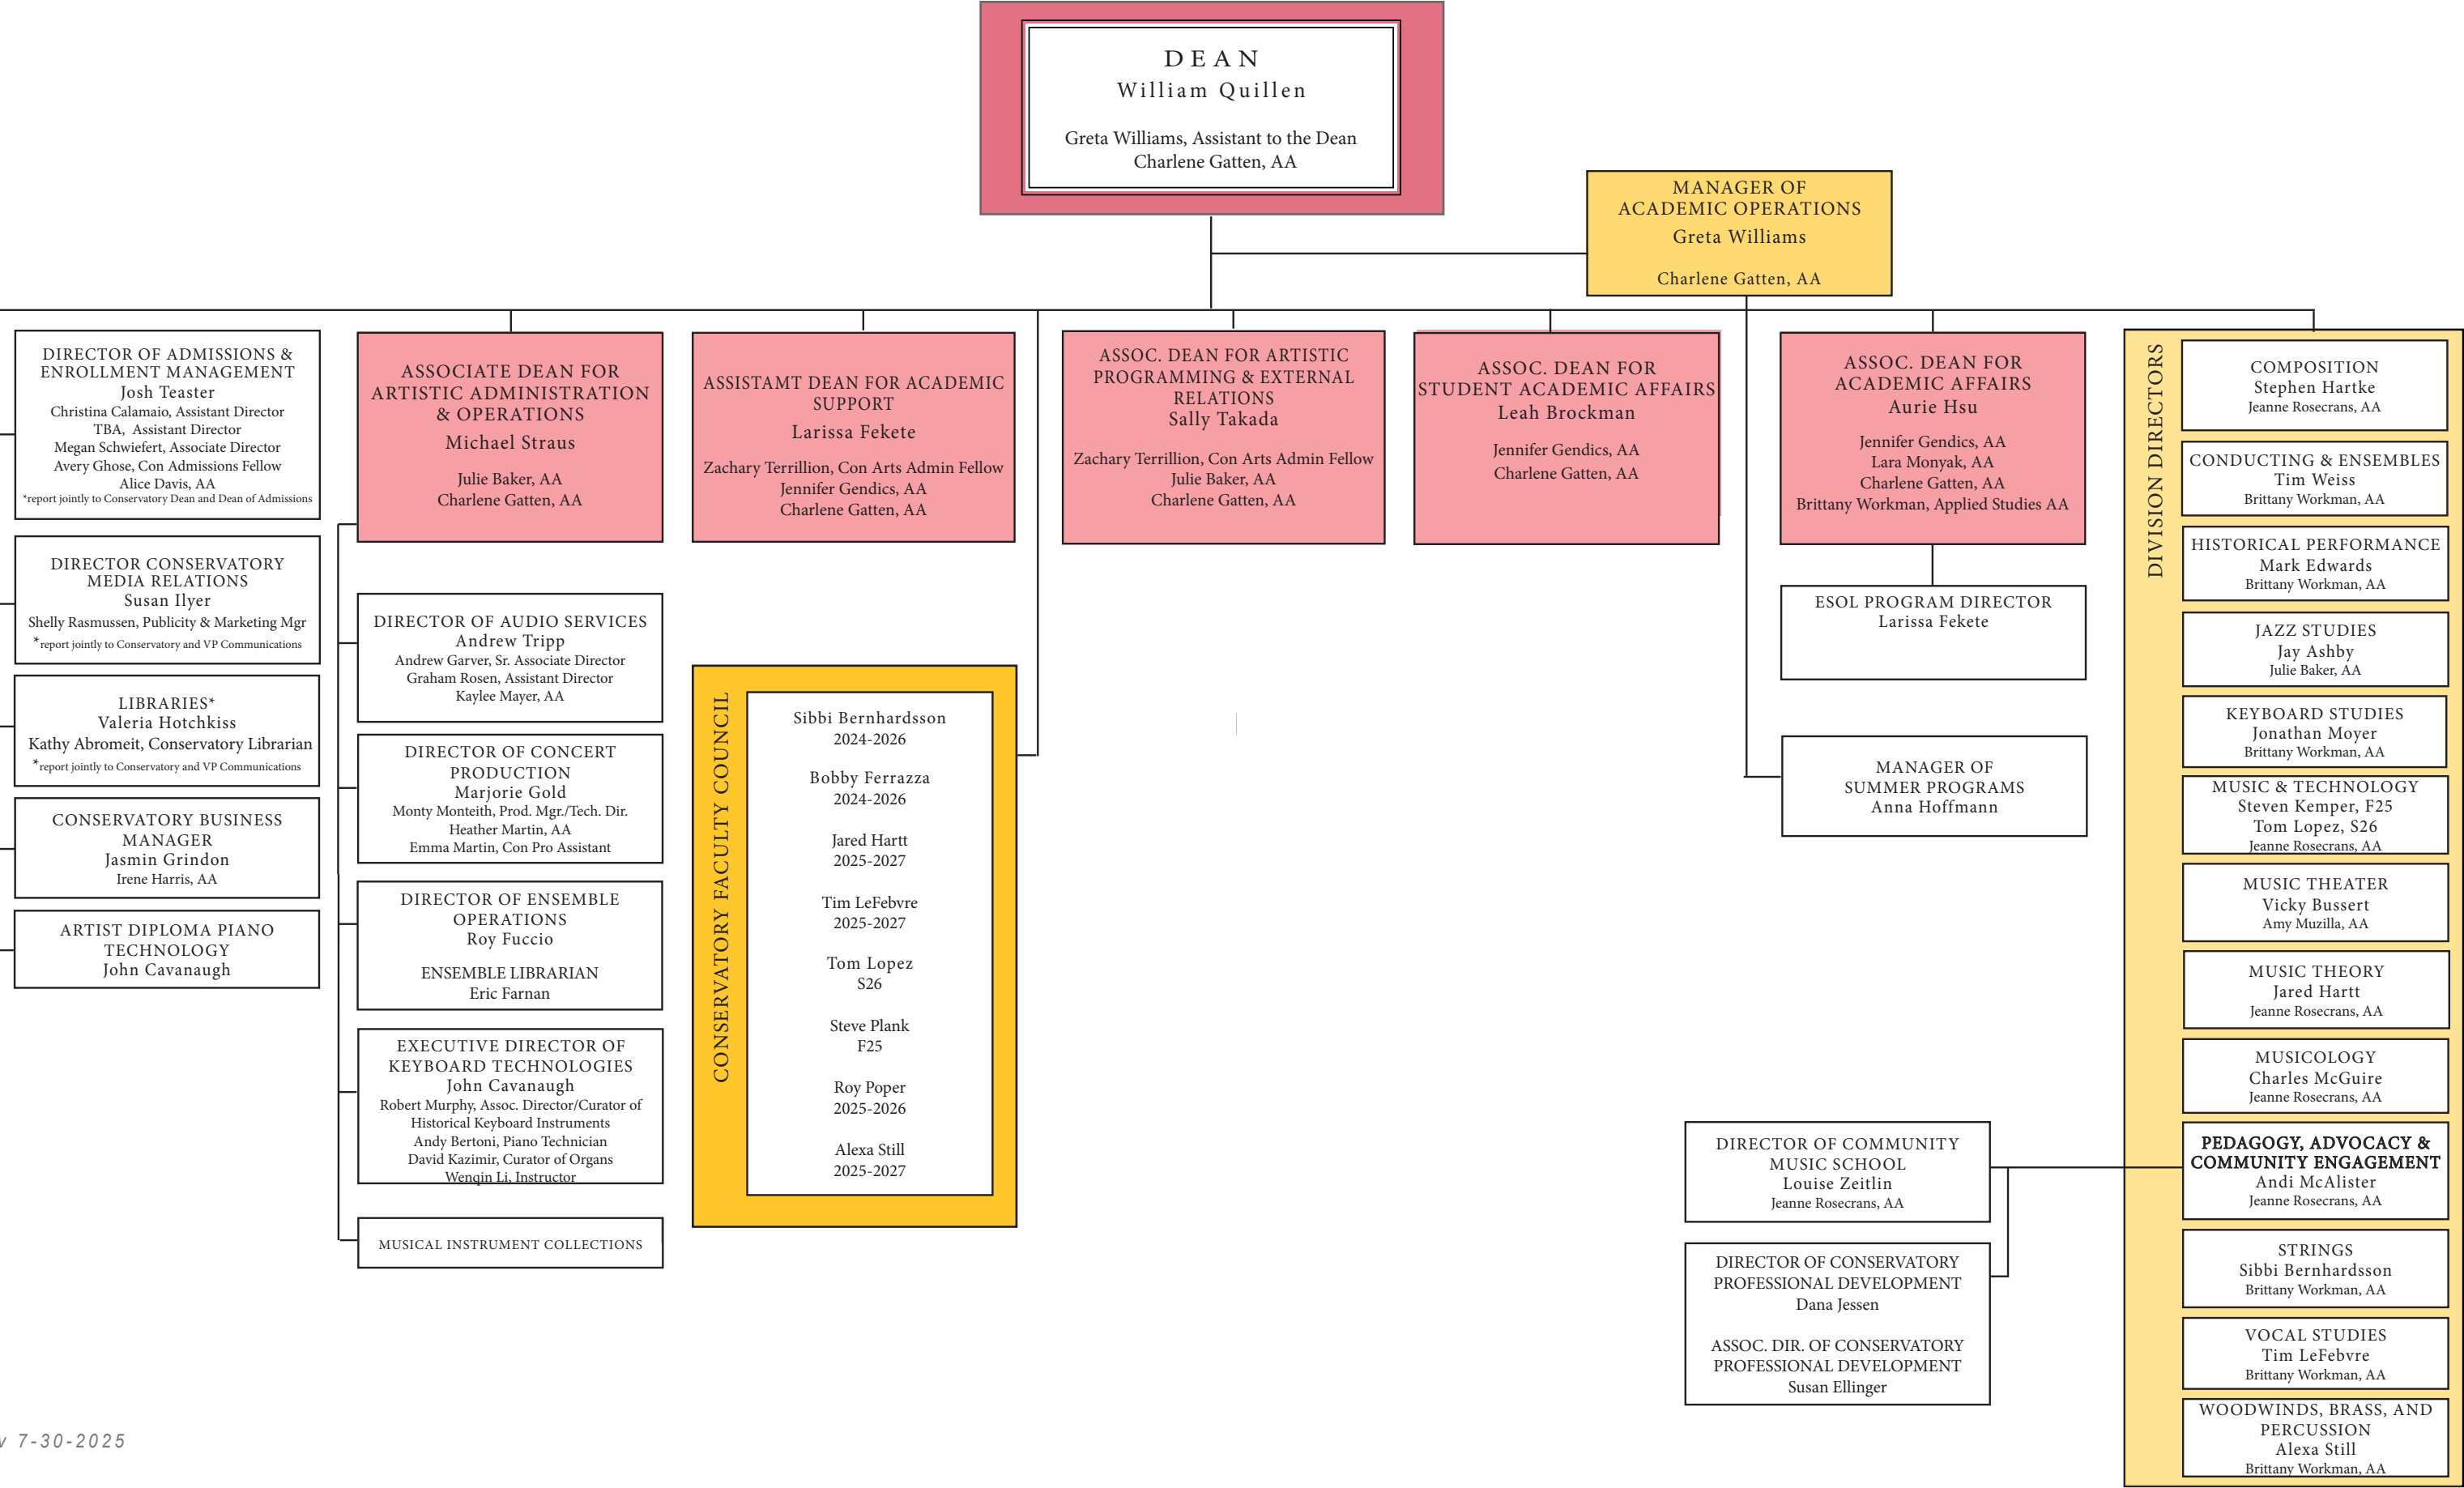 DEAN
William Quillen
Greta Williams, Assistant to the Dean
Charlene Gatten, AA
MANAGER OF
ACADEMIC OPERATIONS
Greta Williams
Charlene Gatten, AA
DIRECTOR OF ADMISSIONS &
ENROLLMENT MANAGEMENT
Josh Teaster
Christina Calamaio, Assistant Director
TBA, Assistant Director
Megan Schwiefert, Associate Director
Avery Ghose, Con Admissions Fellow
Alice Davis, AA
*report jointly to Conservatory Dean and Dean of Admissions
DIRECTOR CONSERVATORY
MEDIA RELATIONS
Susan Ilyer
Shelly Rasmussen, Publicity & Marketing Mgr
*report jointly to Conservatory and VP Communications
LIBRARIES*
Valeria Hotchkiss
Kathy Abromeit, Conservatory Librarian
*report jointly to Conservatory and VP Communications
CONSERVATORY BUSINESS
MANAGER
Jasmin Grindon
Irene Harris, AA
ARTIST DIPLOMA PIANO
TECHNOLOGY
John Cavanaugh
ASSOCIATE DEAN FOR
ARTISTIC ADMINISTRATION
& OPERATIONS
Michael Straus
Julie Baker, AA
Charlene Gatten, AA
DIRECTOR OF AUDIO SERVICES
Andrew Tripp
Andrew Garver, Sr. Associate Director
Graham Rosen, Assistant Director
Kaylee Mayer, AA
DIRECTOR OF CONCERT
PRODUCTION
Marjorie Gold
Monty Monteith, Prod. Mgr./Tech. Dir.
Heather Martin, AA
Emma Martin, Con Pro Assistant
DIRECTOR OF ENSEMBLE
OPERATIONS
Roy Fuccio
ENSEMBLE LIBRARIAN
Eric Farnan
EXECUTIVE DIRECTOR OF
KEYBOARD TECHNOLOGIES
John Cavanaugh
Robert Murphy, Assoc. Director/Curator of
Historical Keyboard Instruments
Andy Bertoni, Piano Technician
David Kazimir, Curator of Organs
Wenqin Li, Instructor
MUSICAL INSTRUMENT COLLECTIONS
ASSISTAMT DEAN FOR ACADEMIC
SUPPORT
Larissa Fekete
Zachary Terrillion, Con Arts Admin Fellow
Jennifer Gendics, AA
Charlene Gatten, AA
CONSERVATORY FACULTY COUNCIL
Sibbi Bernhardsson
2024-2026
Bobby Ferrazza
2024-2026
Jared Hartt
2025-2027
Tim LeFebvre
2025-2027
Tom Lopez
S26
Steve Plank
F25
Roy Poper
2025-2026
Alexa Still
2025-2027
ASSOC. DEAN FOR ARTISTIC
PROGRAMMING & EXTERNAL
RELATIONS
Sally Takada
Zachary Terrillion, Con Arts Admin Fellow
Julie Baker, AA
Charlene Gatten, AA
ASSOC. DEAN FOR
STUDENT ACADEMIC AFFAIRS
Leah Brockman
Jennifer Gendics, AA
Charlene Gatten, AA
ASSOC. DEAN FOR
ACADEMIC AFFAIRS
Aurie Hsu
Jennifer Gendics, AA
Lara Monyak, AA
Charlene Gatten, AA
Brittany Workman, Applied Studies AA
ESOL PROGRAM DIRECTOR
Larissa Fekete
MANAGER OF
SUMMER PROGRAMS
Anna Hoffmann
DIRECTOR OF COMMUNITY
MUSIC SCHOOL
Louise Zeitlin
Jeanne Rosecrans, AA
DIRECTOR OF CONSERVATORY
PROFESSIONAL DEVELOPMENT
Dana Jessen
ASSOC. DIR. OF CONSERVATORY
PROFESSIONAL DEVELOPMENT
Susan Ellinger
DIVISION DIRECTORS
COMPOSITION
Stephen Hartke
Jeanne Rosecrans, AA
CONDUCTING & ENSEMBLES
Tim Weiss
Brittany Workman, AA
HISTORICAL PERFORMANCE
Mark Edwards
Brittany Workman, AA
JAZZ STUDIES
Jay Ashby
Julie Baker, AA
KEYBOARD STUDIES
Jonathan Moyer
Brittany Workman, AA
MUSIC & TECHNOLOGY
Steven Kemper, F25
Tom Lopez, S26
Jeanne Rosecrans, AA
MUSIC THEATER
Vicky Bussert
Amy Muzilla, AA
MUSIC THEORY
Jared Hartt
Jeanne Rosecrans, AA
MUSICOLOGY
Charles McGuire
Jeanne Rosecrans, AA
PEDAGOGY, ADVOCACY &
COMMUNITY ENGAGEMENT
Andi McAlister
Jeanne Rosecrans, AA
STRINGS
Sibbi Bernhardsson
Brittany Workman, AA
VOCAL STUDIES
Tim LeFebvre
Brittany Workman, AA
WOODWINDS, BRASS, AND
PERCUSSION
Alexa Still
Brittany Workman, AA
7-30-2025